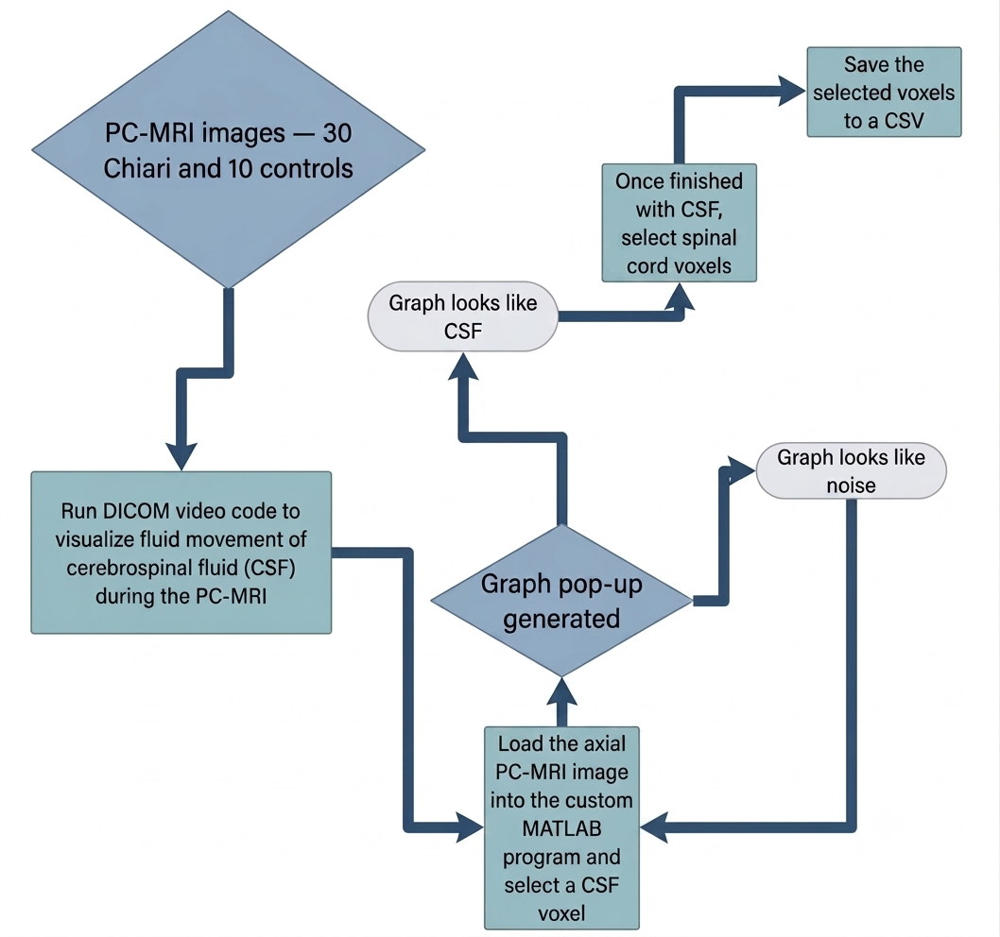 PC-MRI images — 30
Chiari and 10 controls
Run DICOM video code to
visualize fluid movement of
cerebrospinal fluid (CSF)
during the PC-MRI
Load the axial
PC-MRI image
into the custom
MATLAB
program and
select a CSF
voxel
Graph pop-up
generated
Graph looks like
noise
Graph looks like
CSF
Once finished
with CSF,
select spinal
cord voxels
Save the
selected voxels
to a CSV